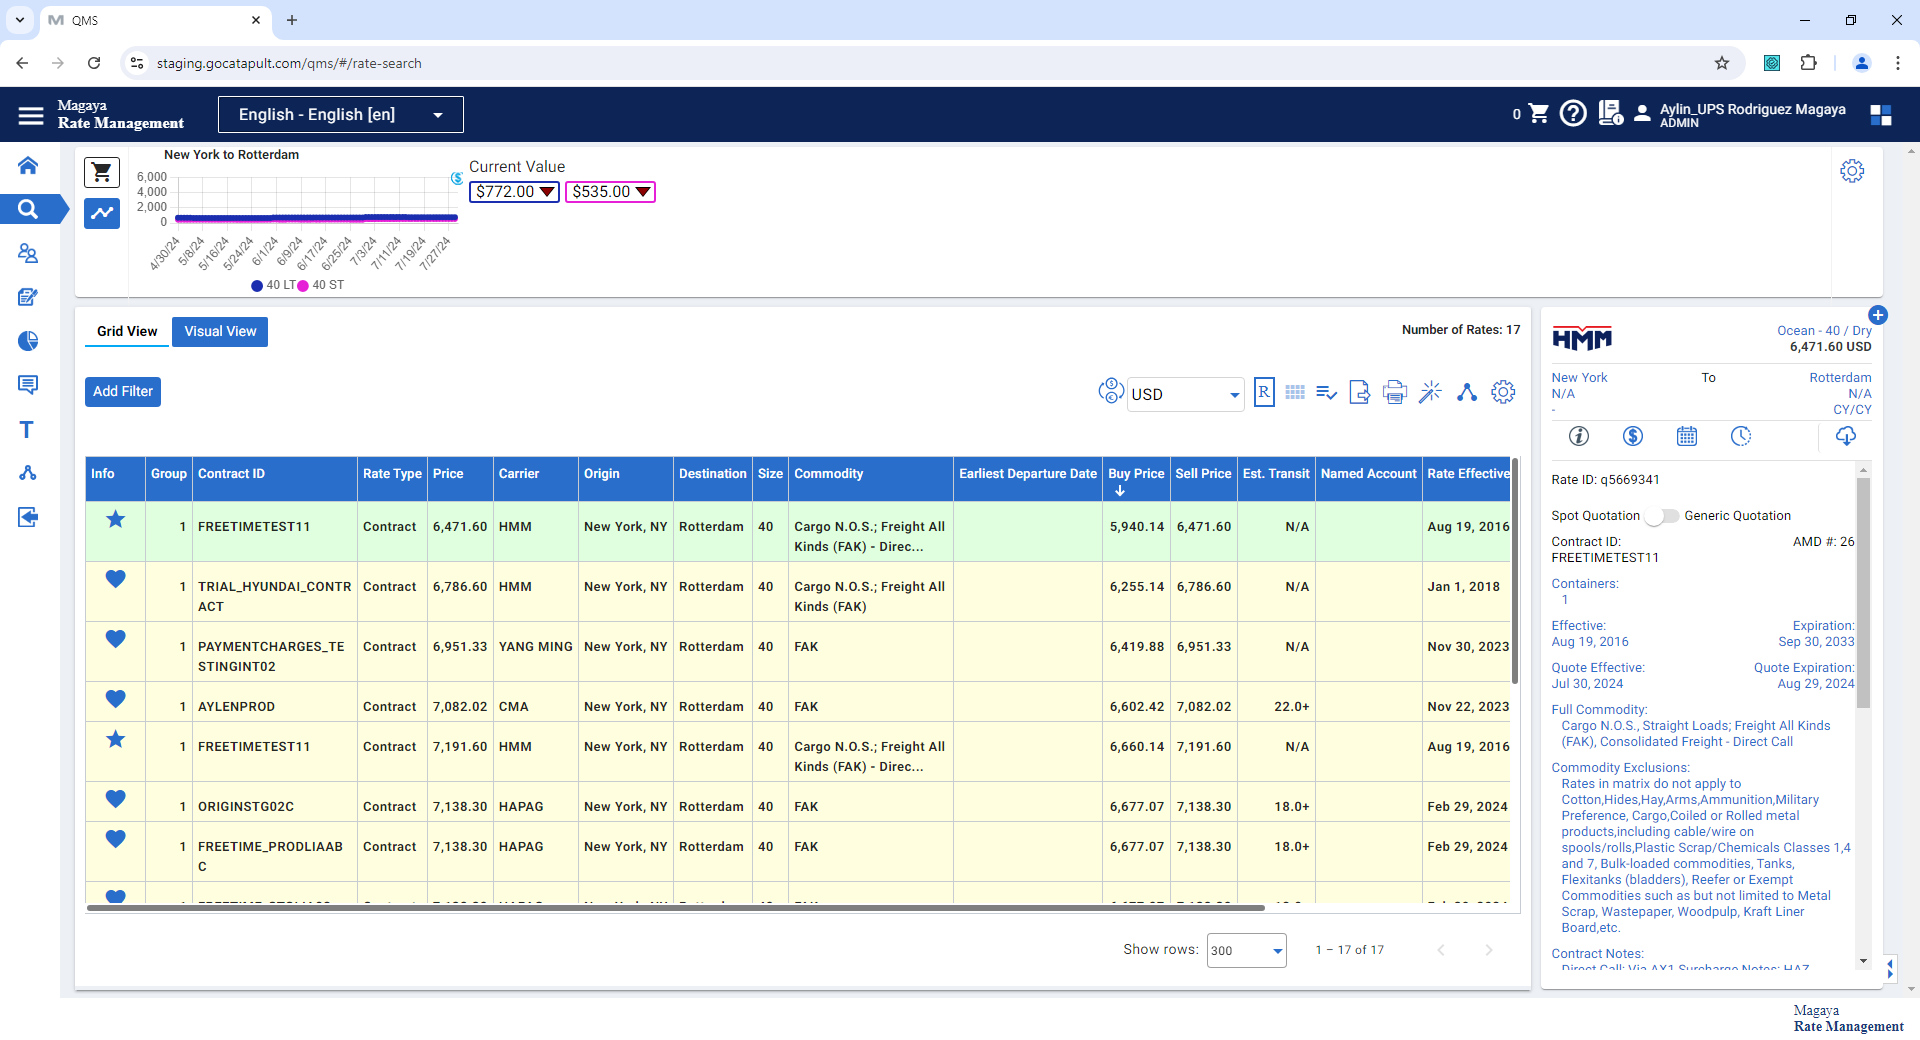 QMS
staging.gocatapult.com/qms/#/rate-search
Magaya
Rate Management
English - English [en]
0
Aylin_UPS Rodriguez Magaya
ADMIN
New York to Rotterdam
6,000
4,000
2,000
0
4/30/24 5/8/24 5/16/24 5/24/24 6/1/24 6/9/24 6/17/24 6/25/24 7/3/24 7/11/24 7/19/24 7/27/24
40 LT 40 ST
Current Value
$772.00 $535.00
Grid View Visual View
Number of Rates: 17
Add Filter
USD
R
Info Group Contract ID Rate Type Price Carrier Origin Destination Size Commodity Earliest Departure Date Buy Price Sell Price Est. Transit Named Account Rate Effective
1 FREETIMETEST11 Contract 6,471.60 HMM New York, NY Rotterdam 40 Cargo N.O.S.; Freight All 5,940.14 6,471.60 N/A Aug 19, 2016
Kinds (FAK) - Direc...
1 TRIAL_HYUNDAI_CONTR Contract 6,786.60 HMM New York, NY Rotterdam 40 Cargo N.O.S.; Freight All 6,255.14 6,786.60 N/A Jan 1, 2018
ACT Kinds (FAK)
1 PAYMENTCHARGES_TE Contract 6,951.33 YANG MING New York, NY Rotterdam 40 FAK 6,419.88 6,951.33 N/A Nov 30, 2023
STINGINT02
1 AYLENPROD Contract 7,082.02 CMA New York, NY Rotterdam 40 FAK 6,602.42 7,082.02 22.0+ Nov 22, 2023
1 FREETIMETEST11 Contract 7,191.60 HMM New York, NY Rotterdam 40 Cargo N.O.S.; Freight All 6,660.14 7,191.60 N/A Aug 19, 2016
Kinds (FAK) - Direc...
1 ORIGINSTG02C Contract 7,138.30 HAPAG New York, NY Rotterdam 40 FAK 6,677.07 7,138.30 18.0+ Feb 29, 2024
1 FREETIME_PRODLIAAB Contract 7,138.30 HAPAG New York, NY Rotterdam 40 FAK 6,677.07 7,138.30 18.0+ Feb 29, 2024
C
Show rows: 300 1 – 17 of 17
HMM
Ocean - 40 / Dry
6,471.60 USD
New York To Rotterdam
N/A N/A
- CY/CY
Rate ID: q5669341
Spot Quotation Generic Quotation
Contract ID: AMD #: 26
FREETIMETEST11
Containers:
1
Effective: Expiration:
Aug 19, 2016 Sep 30, 2033
Quote Effective: Quote Expiration:
Jul 30, 2024 Aug 29, 2024
Full Commodity:
Cargo N.O.S., Straight Loads; Freight All Kinds
(FAK), Consolidated Freight - Direct Call
Commodity Exclusions:
Rates in matrix do not apply to
Cotton,Hides,Hay,Arms,Ammunition,Military
Preference, Cargo,Coiled or Rolled metal
products,including cable/wire on
spools/rolls,Plastic Scrap/Chemicals Classes 1,4
and 7, Bulk-loaded commodities, Tanks,
Flexitanks (bladders), Reefer or Exempt
Commodities such as but not limited to Metal
Scrap, Wastepaper, Woodpulp, Kraft Liner
Board,etc.
Contract Notes:
Direct Call: Via AX1 Surcharge Notes: HAZ
Magaya
Rate Management